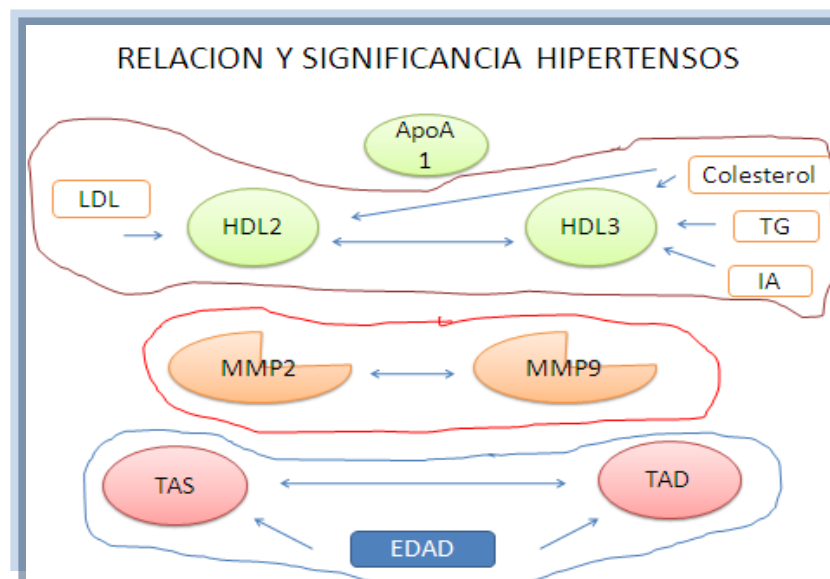 RELACION Y SIGNIFICANCIA HIPERTENSOS
ApoA
1
Colesterol
LDL
HDL2
HDL3
TG
IA
MMP2
MMP9
TAS
TAD
EDAD